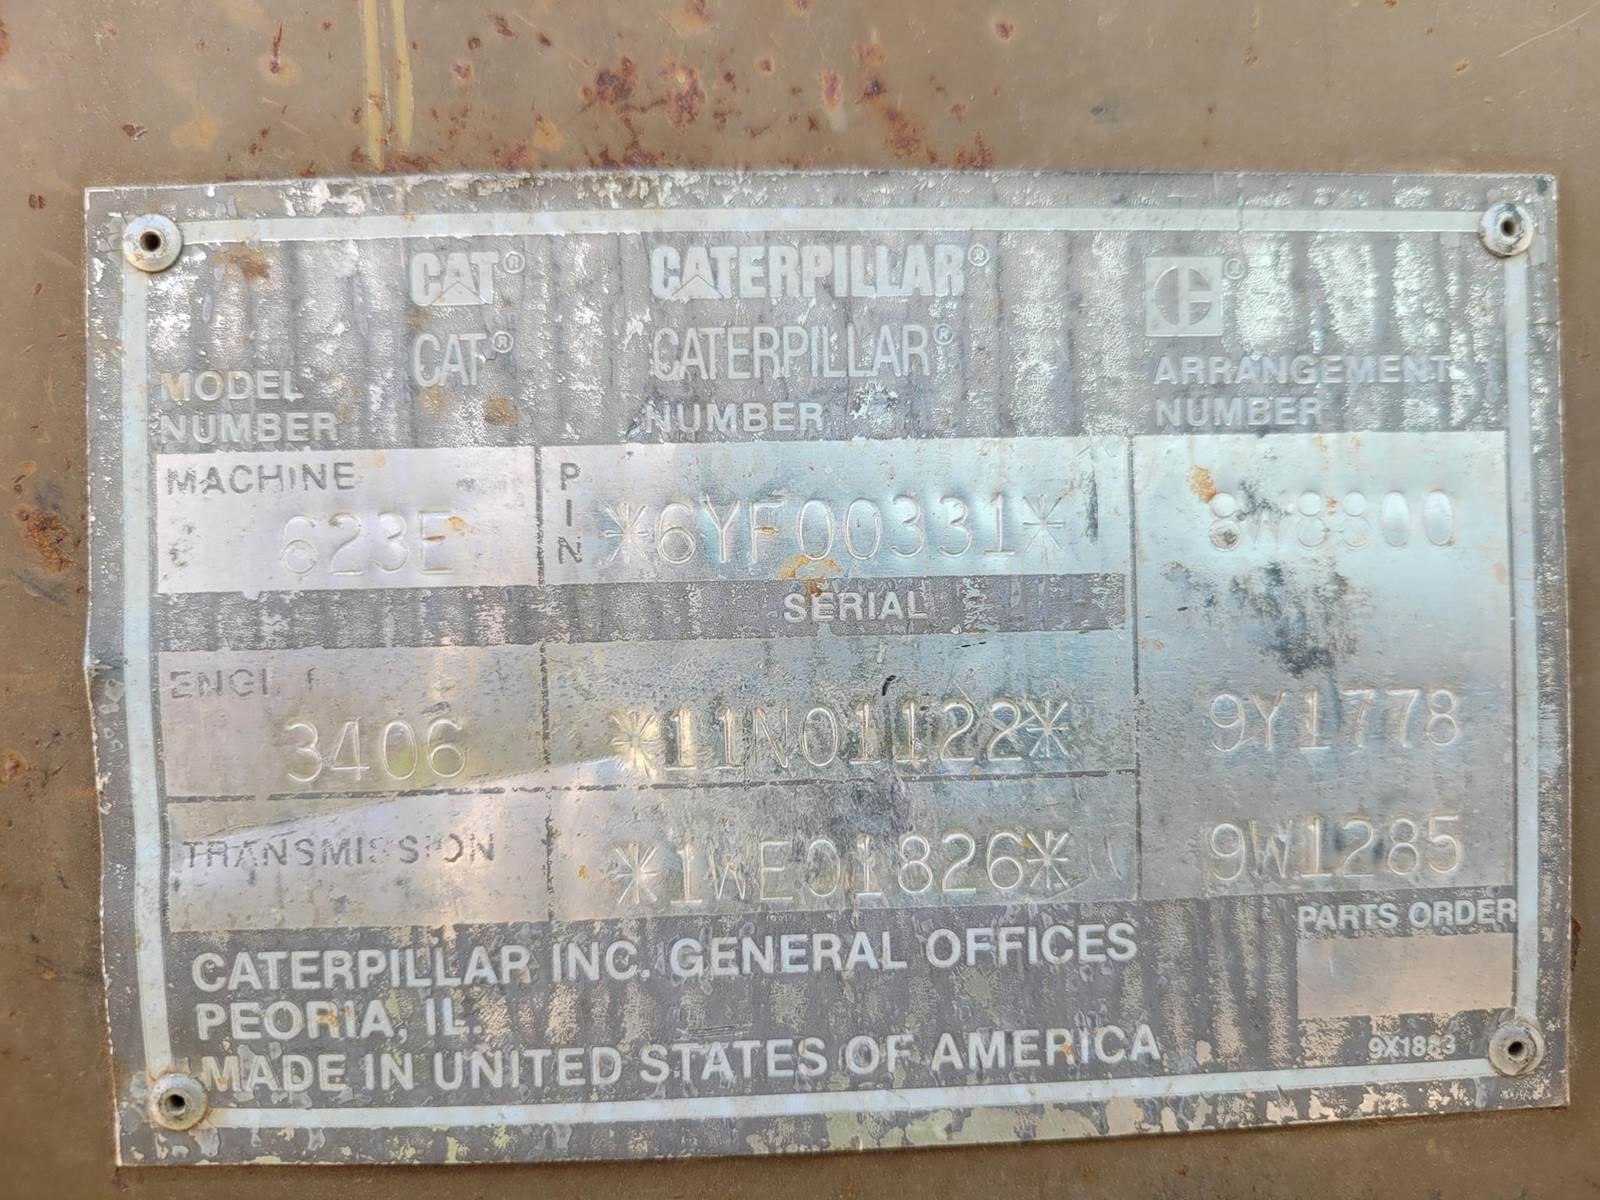 CAT® CATERPILLAR® CE®
CAT® CATERPILLAR®
MODEL NUMBER
NUMBER
ARRANGEMENT NUMBER
MACHINE
623E
PIN
*6YF00331*
8W8800
SERIAL
3406
*11N01122*
9Y1778
TRANSMISSION
*1WE01826*
9W1285
PARTS ORDER
CATERPILLAR INC. GENERAL OFFICES
PEORIA, IL.
MADE IN UNITED STATES OF AMERICA